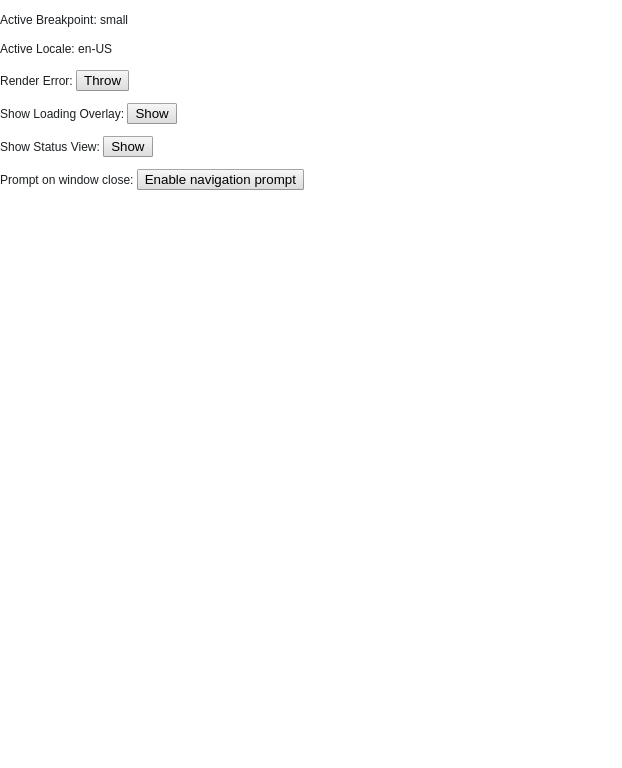 Active Breakpoint: small
Active Locale: en-US
Render Error: Throw
Show Loading Overlay: Show
Show Status View: Show
Prompt on window close: Enable navigation prompt